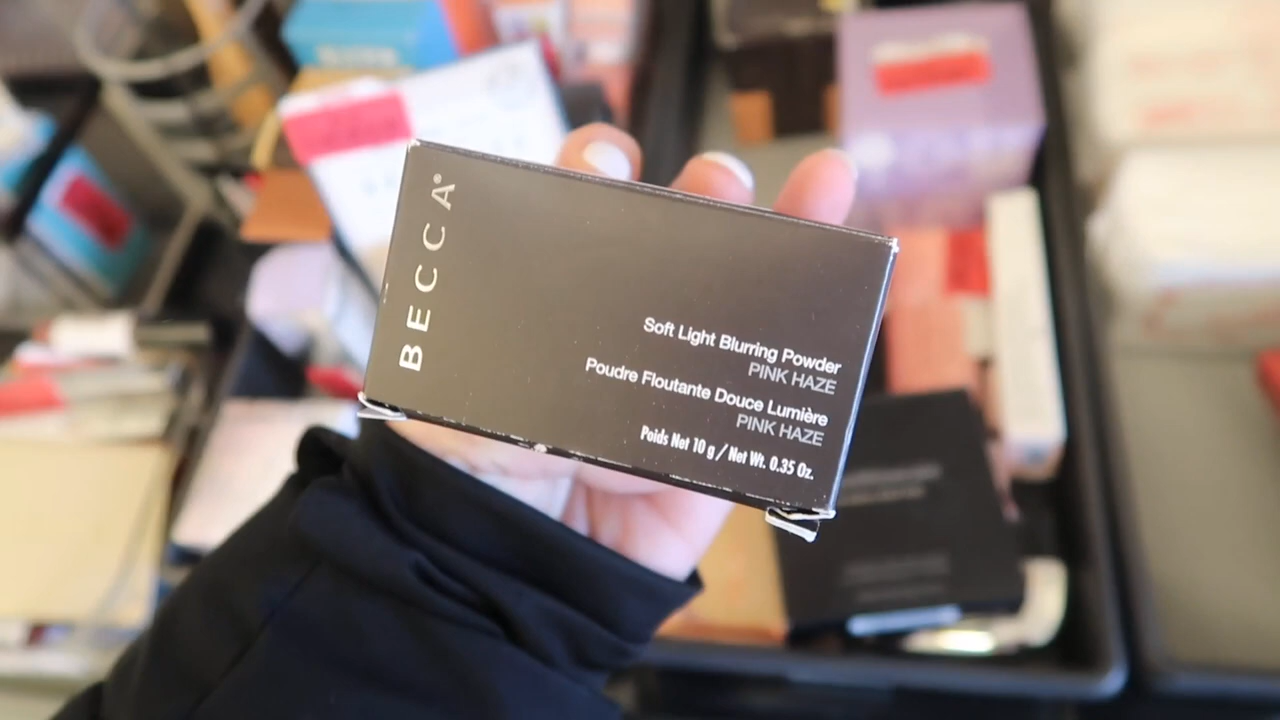 BECCA®
Soft Light Blurring Powder
PINK HAZE
Poudre Floutante Douce Lumière
PINK HAZE
Poids Net 10 g / Net Wt. 0.35 Oz.